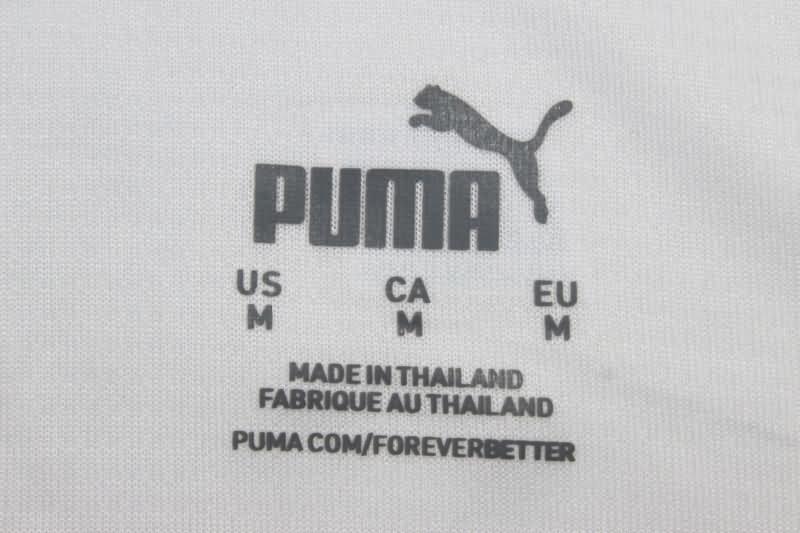 PUMA
US CA EU
M M M
MADE IN THAILAND
FABRIQUE AU THAILAND
PUMA COM/FOREVERBETTER